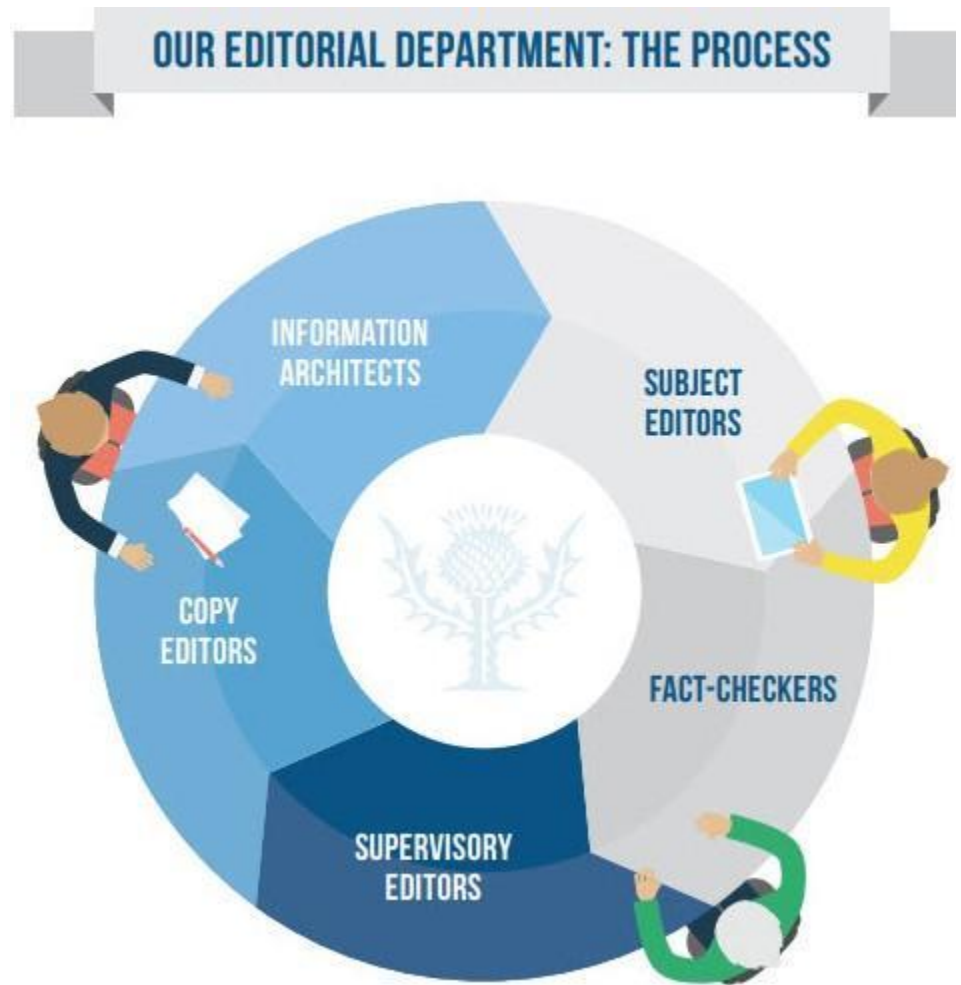 OUR EDITORIAL DEPARTMENT: THE PROCESS
INFORMATION
ARCHITECTS
SUBJECT
EDITORS
COPY
EDITORS
FACT-CHECKERS
SUPERVISORY
EDITORS